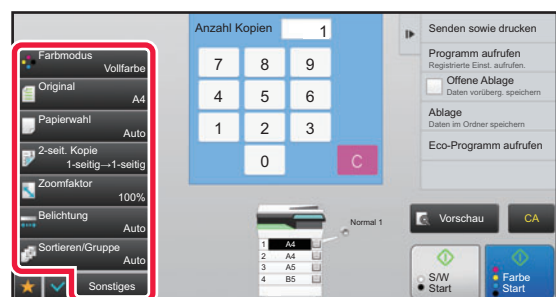 Farbmodus
Vollfarbe
Original
A4
Papierwahl
Auto
2-seit. Kopie
1-seitig→1-seitig
Zoomfaktor
100%
Belichtung
Auto
Sortieren/Gruppe
Auto
Sonstiges
Anzahl Kopien 1
7 8 9
4 5 6
1 2 3
0 C
Normal 1
1 A4
2 A4
3 A5
4 B5
Senden sowie drucken
Programm aufrufen
Registrierte Einst. aufrufen.
Offene Ablage
Daten vorüberg. speichern
Ablage
Daten im Ordner speichern
Eco-Programm aufrufen
Vorschau CA
S/W
Start
Farbe
Start